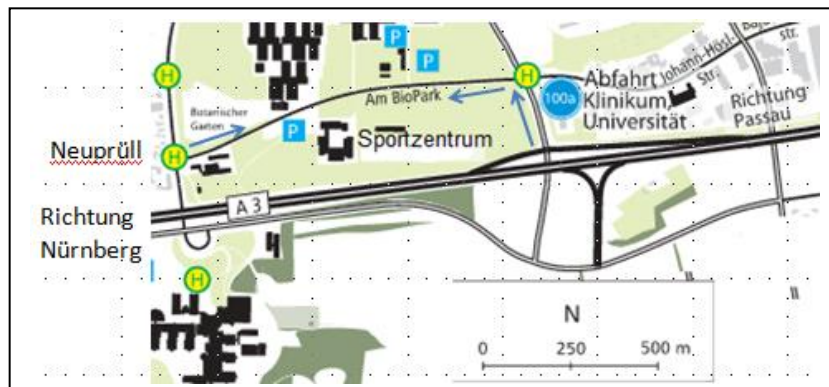 H
P
P
H
H
100a
Abfahrt
Klinikum,
Universität
Johann-Hösl-
Str.
str.
Richtung
Passau
Am BioPark
Botanischer
Garten
P
Sportzentrum
Neuprüll
H
A 3
Richtung
Nürnberg
H
N
0 250 500 m